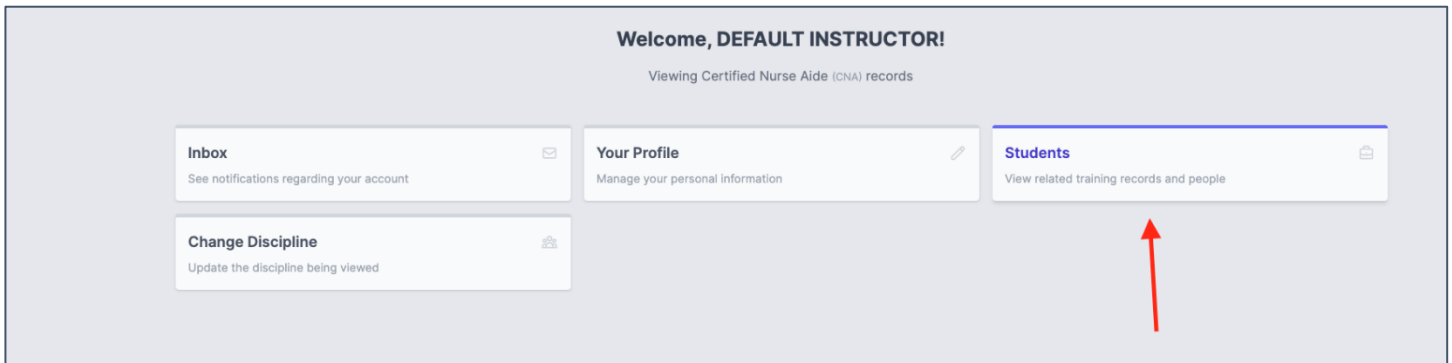 Welcome, DEFAULT INSTRUCTOR!
Viewing Certified Nurse Aide (CNA) records
Inbox
See notifications regarding your account
Your Profile
Manage your personal information
Students
View related training records and people
Change Discipline
Update the discipline being viewed